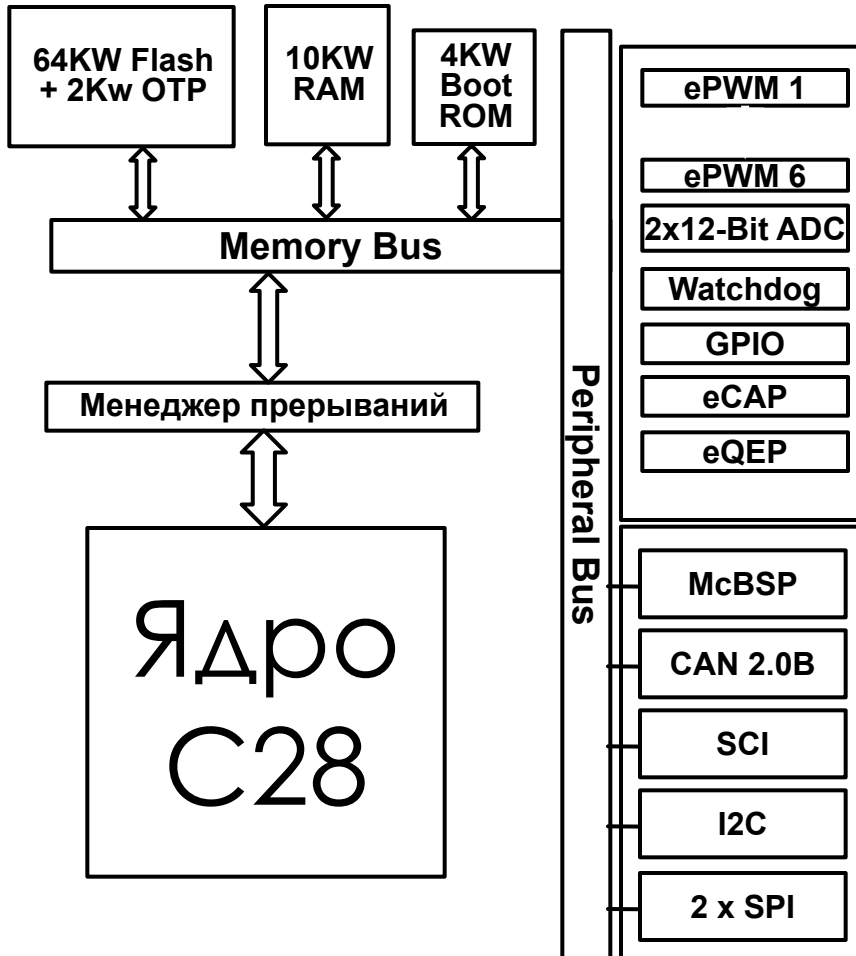 64KW Flash
+ 2Kw OTP
10KW
RAM
4KW
Boot
ROM
Memory Bus
Менеджер прерываний
Ядро
C28
Peripheral Bus
ePWM 1
ePWM 6
2x12-Bit ADC
Watchdog
GPIO
eCAP
eQEP
McBSP
CAN 2.0B
SCI
I2C
2 x SPI